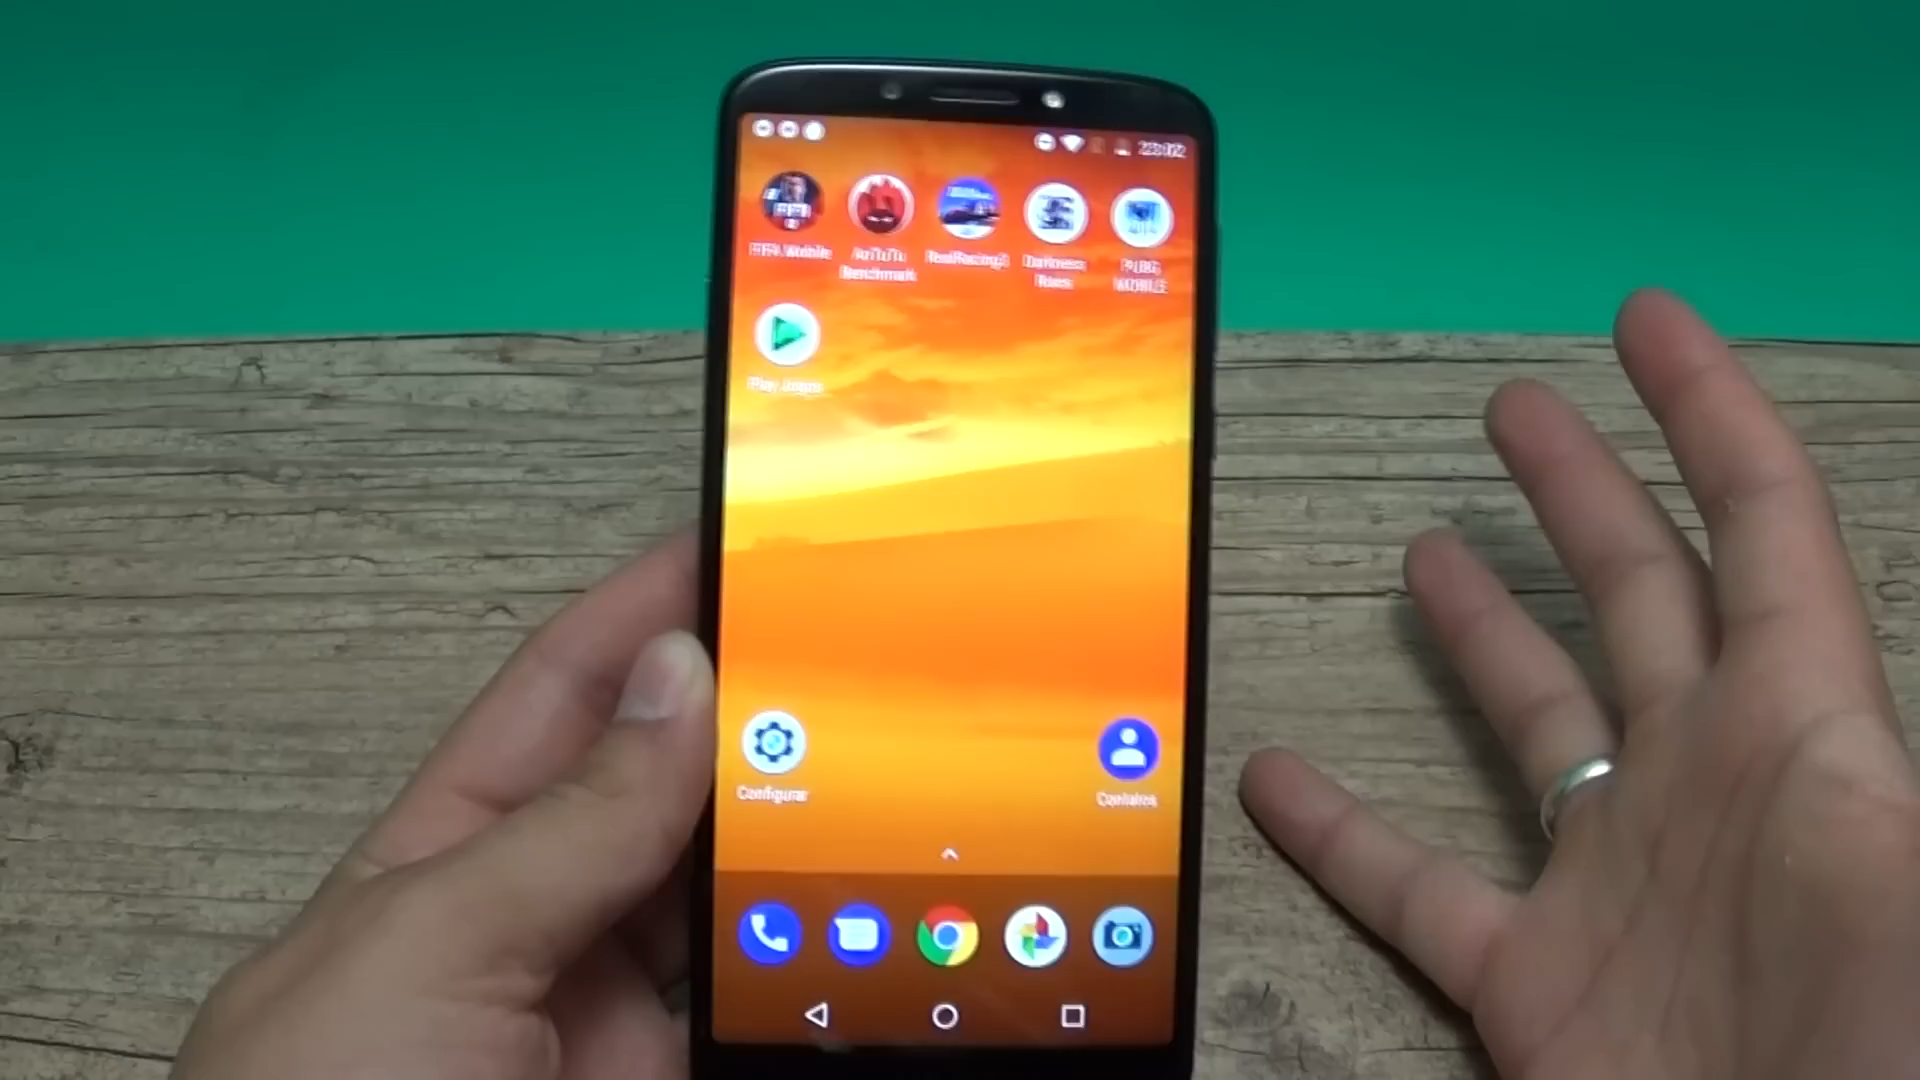 FIFA Mobile
AnTuTu
Benchmark
RealRacing3
Darkness
Rises
PUBG
MOBILE
Play Jogos
Configurar
Contatos